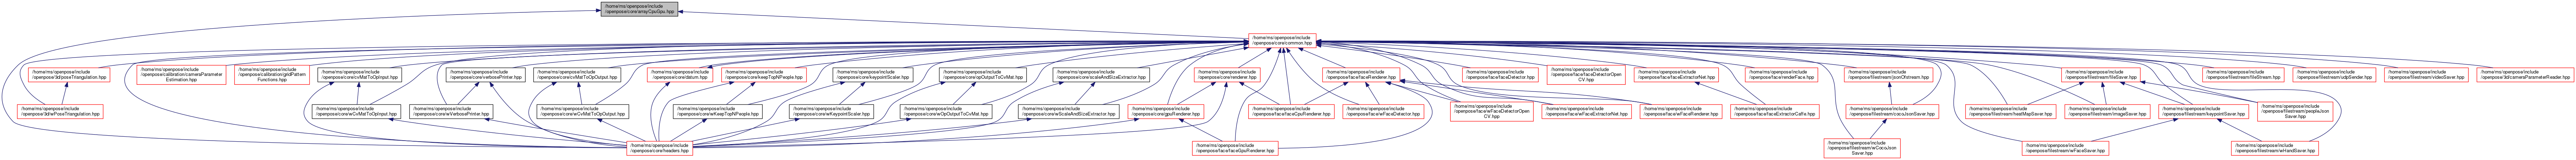 /home/ms/openpose/include
/openpose/core/arrayCpuGpu.hpp
/home/ms/openpose/include
/openpose/core/common.hpp
/home/ms/openpose/include
/openpose/3d/poseTriangulation.hpp
/home/ms/openpose/include
/openpose/calibration/cameraParameter
Estimation.hpp
/home/ms/openpose/include
/openpose/calibration/gridPattern
Functions.hpp
/home/ms/openpose/include
/openpose/core/cvMatToOpInput.hpp
/home/ms/openpose/include
/openpose/core/verbosePrinter.hpp
/home/ms/openpose/include
/openpose/core/cvMatToOpOutput.hpp
/home/ms/openpose/include
/openpose/core/datum.hpp
/home/ms/openpose/include
/openpose/core/keepTopNPeople.hpp
/home/ms/openpose/include
/openpose/core/keypointScaler.hpp
/home/ms/openpose/include
/openpose/core/opOutputToCvMat.hpp
/home/ms/openpose/include
/openpose/core/scaleAndSizeExtractor.hpp
/home/ms/openpose/include
/openpose/core/renderer.hpp
/home/ms/openpose/include
/openpose/face/faceRenderer.hpp
/home/ms/openpose/include
/openpose/face/faceDetector.hpp
/home/ms/openpose/include
/openpose/face/faceDetectorOpen
CV.hpp
/home/ms/openpose/include
/openpose/face/faceExtractorNet.hpp
/home/ms/openpose/include
/openpose/face/renderFace.hpp
/home/ms/openpose/include
/openpose/filestream/jsonOfstream.hpp
/home/ms/openpose/include
/openpose/filestream/fileSaver.hpp
/home/ms/openpose/include
/openpose/filestream/fileStream.hpp
/home/ms/openpose/include
/openpose/filestream/udpSender.hpp
/home/ms/openpose/include
/openpose/filestream/videoSaver.hpp
/home/ms/openpose/include
/openpose/3d/cameraParameterReader.hpp
/home/ms/openpose/include
/openpose/3d/wPoseTriangulation.hpp
/home/ms/openpose/include
/openpose/core/wCvMatToOpInput.hpp
/home/ms/openpose/include
/openpose/core/wVerbosePrinter.hpp
/home/ms/openpose/include
/openpose/core/wCvMatToOpOutput.hpp
/home/ms/openpose/include
/openpose/core/wKeepTopNPeople.hpp
/home/ms/openpose/include
/openpose/core/wKeypointScaler.hpp
/home/ms/openpose/include
/openpose/core/wOpOutputToCvMat.hpp
/home/ms/openpose/include
/openpose/core/wScaleAndSizeExtractor.hpp
/home/ms/openpose/include
/openpose/core/gpuRenderer.hpp
/home/ms/openpose/include
/openpose/face/faceCpuRenderer.hpp
/home/ms/openpose/include
/openpose/face/wFaceDetector.hpp
/home/ms/openpose/include
/openpose/face/wFaceDetectorOpen
CV.hpp
/home/ms/openpose/include
/openpose/face/wFaceExtractorNet.hpp
/home/ms/openpose/include
/openpose/face/wFaceRenderer.hpp
/home/ms/openpose/include
/openpose/face/faceExtractorCaffe.hpp
/home/ms/openpose/include
/openpose/filestream/cocoJsonSaver.hpp
/home/ms/openpose/include
/openpose/filestream/heatMapSaver.hpp
/home/ms/openpose/include
/openpose/filestream/imageSaver.hpp
/home/ms/openpose/include
/openpose/filestream/keypointSaver.hpp
/home/ms/openpose/include
/openpose/filestream/peopleJson
Saver.hpp
/home/ms/openpose/include
/openpose/core/headers.hpp
/home/ms/openpose/include
/openpose/face/faceGpuRenderer.hpp
/home/ms/openpose/include
/openpose/filestream/wCocoJson
Saver.hpp
/home/ms/openpose/include
/openpose/filestream/wFaceSaver.hpp
/home/ms/openpose/include
/openpose/filestream/wHandSaver.hpp